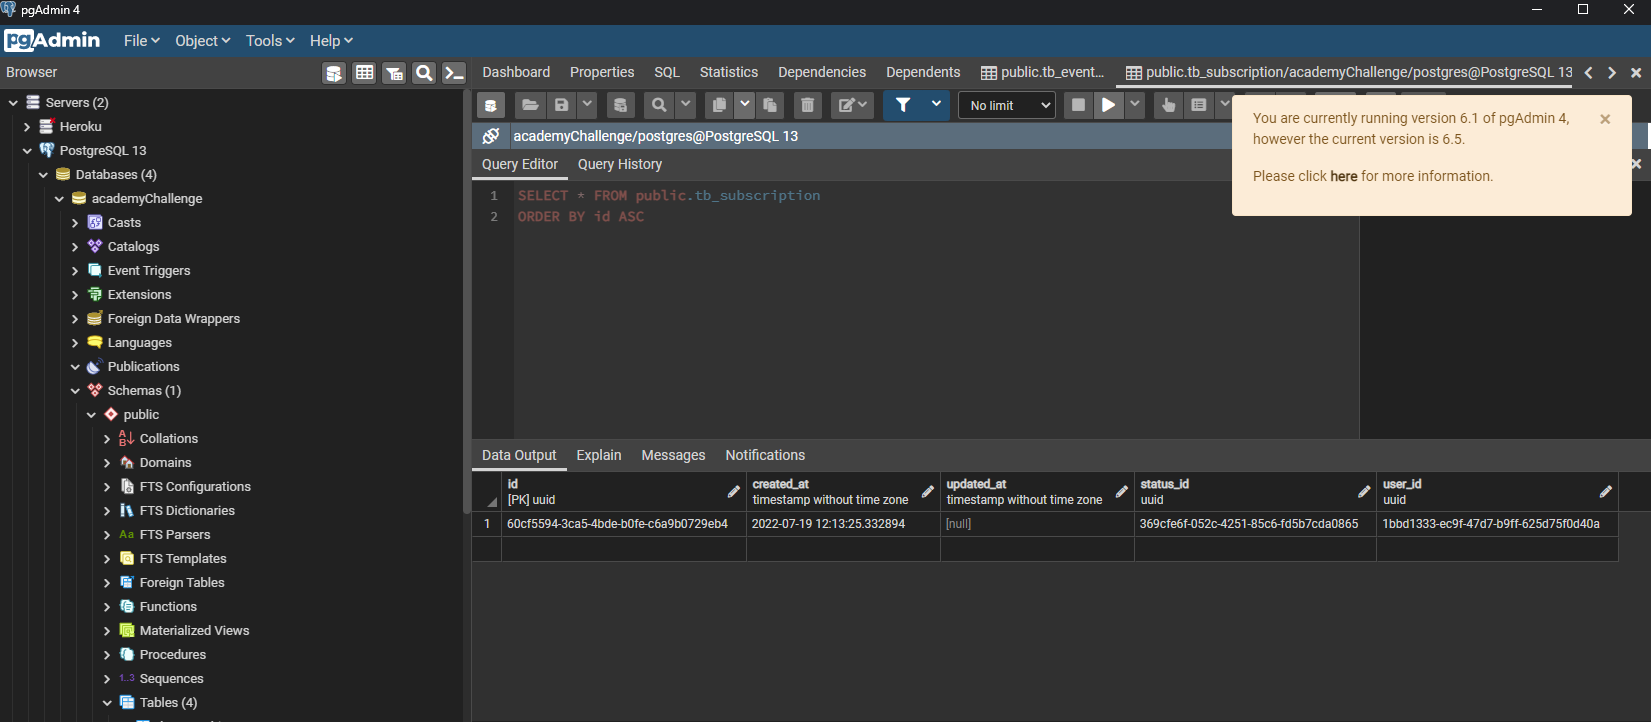 pgAdmin 4
pgAdmin File Object Tools Help
Browser
Dashboard Properties SQL Statistics Dependencies Dependents public.tb_event... public.tb_subscription/academyChallenge/postgres@PostgreSQL 13
No limit
You are currently running version 6.1 of pgAdmin 4,
however the current version is 6.5.
Please click here for more information.
academyChallenge/postgres@PostgreSQL 13
Query Editor Query History
1 SELECT * FROM public.tb_subscription
2 ORDER BY id ASC
Servers (2)
Heroku
PostgreSQL 13
Databases (4)
academyChallenge
Casts
Catalogs
Event Triggers
Extensions
Foreign Data Wrappers
Languages
Publications
Schemas (1)
public
Collations
Domains
FTS Configurations
FTS Dictionaries
Aa FTS Parsers
FTS Templates
Foreign Tables
Functions
Materialized Views
Procedures
1..3 Sequences
Tables (4)
Data Output Explain Messages Notifications
id created_at updated_at status_id user_id
[PK] uuid timestamp without time zone timestamp without time zone uuid uuid
1 60cf5594-3ca5-4bde-b0fe-c6a9b0729eb4 2022-07-19 12:13:25.332894 [null] 369cfe6f-052c-4251-85c6-fd5b7cda0865 1bbd1333-ec9f-47d7-b9ff-625d75f0d40a